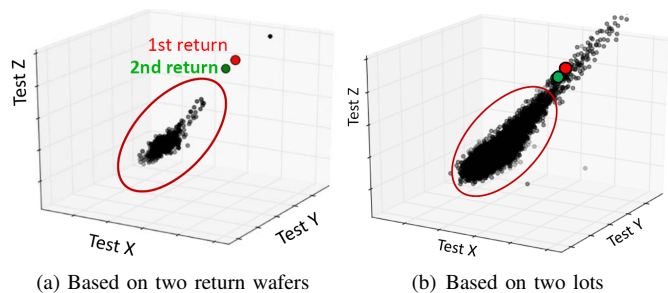 1st return
2nd return
Test Z
Test X
Test Y
(a) Based on two return wafers
Test Z
Test X
Test Y
(b) Based on two lots